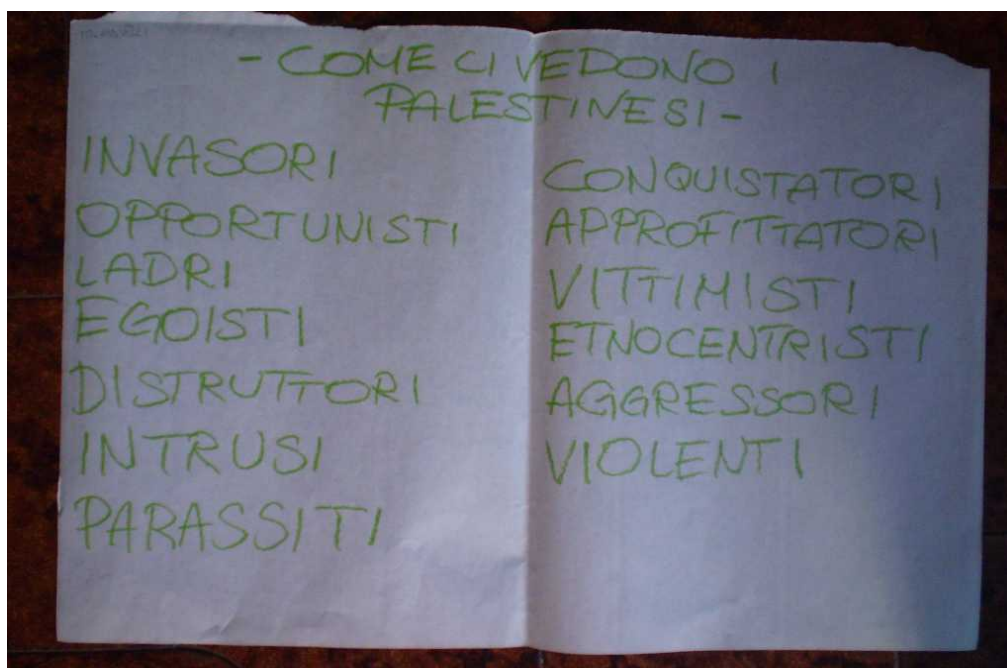 - COME CI VEDONO I
PALESTINESI -
INVASORI
OPPORTUNISTI
LADRI
EGOISTI
DISTRUTTORI
INTRUSI
PARASSITI
CONQUISTATORI
APPROFITTATORI
VITTIMISTI
ETNOCENTRISTI
AGGRESSORI
VIOLENTI